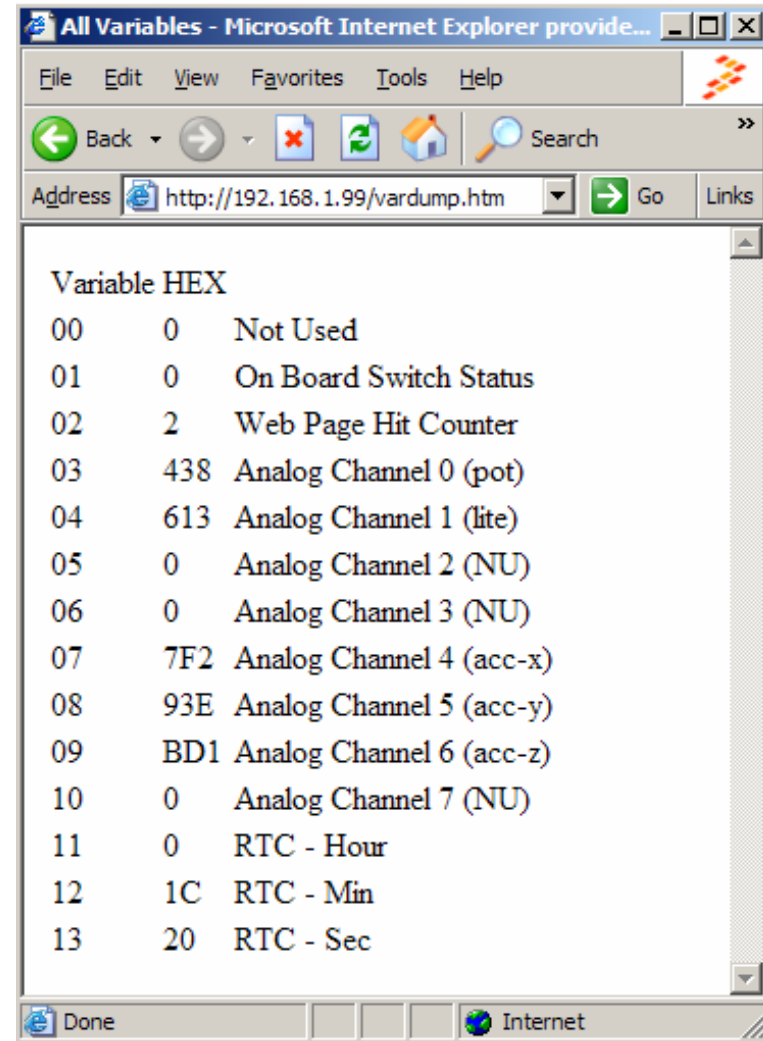 All Variables - Microsoft Internet Explorer provide...
File Edit View Favorites Tools Help
Back Search »
Address http://192.168.1.99/vardump.htm Go Links
Variable HEX
00 0 Not Used
01 0 On Board Switch Status
02 2 Web Page Hit Counter
03 438 Analog Channel 0 (pot)
04 613 Analog Channel 1 (lite)
05 0 Analog Channel 2 (NU)
06 0 Analog Channel 3 (NU)
07 7F2 Analog Channel 4 (acc-x)
08 93E Analog Channel 5 (acc-y)
09 BD1 Analog Channel 6 (acc-z)
10 0 Analog Channel 7 (NU)
11 0 RTC - Hour
12 1C RTC - Min
13 20 RTC - Sec
Done Internet